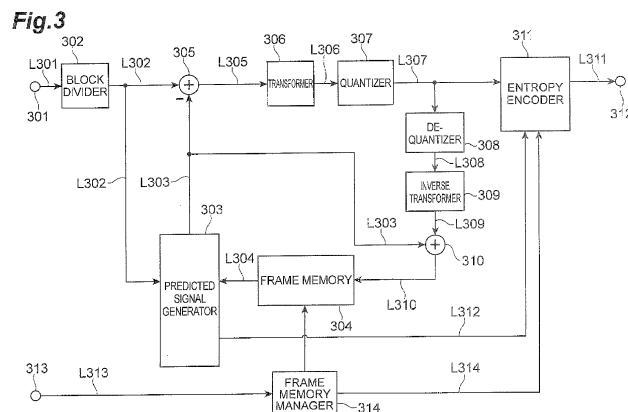 Fig.3
302
L301
BLOCK
DIVIDER
301
L302
305
L305
306
TRANSFORMER
L306
307
QUANTIZER
L307
311
ENTROPY
ENCODER
L311
312
DE-
QUANTIZER
308
L308
INVERSE
TRANSFORMER
309
L309
L302
L303
303
PREDICTED
SIGNAL
GENERATOR
L304
FRAME MEMORY
304
L303
310
L310
L312
313
L313
FRAME
MEMORY
MANAGER
314
L314